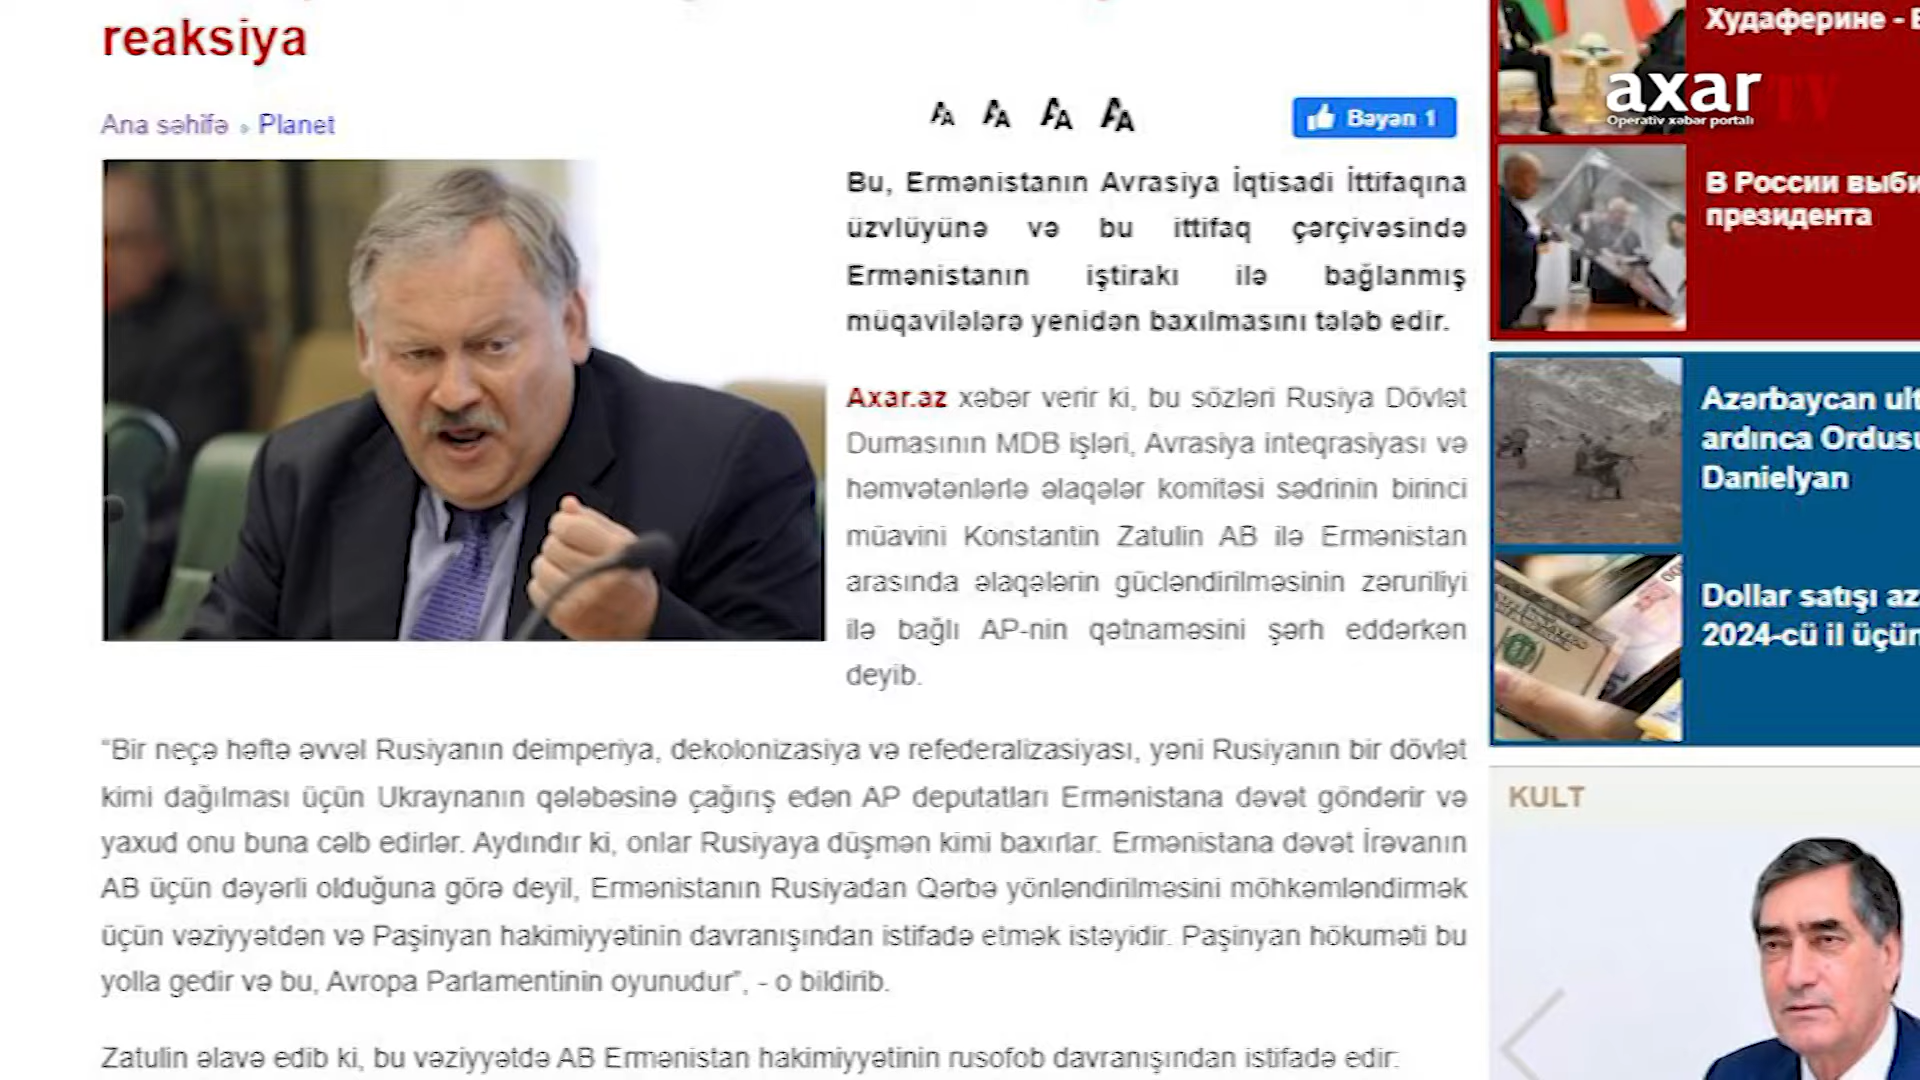 reaksiya
Ana səhifə • Planet
Bəyən 1
Bu, Ermənistanın Avrasiya İqtisadi İttifaqına
üzvlüyünə və bu ittifaq çərçivəsində
Ermənistanın iştirakı ilə bağlanmış
müqavilələrə yenidən baxılmasını tələb edir.
Axar.az xəbər verir ki, bu sözləri Rusiya Dövlət
Dumasının MDB işləri, Avrasiya inteqrasiyası və
həmvətənlərlə əlaqələr komitəsi sədrinin birinci
müavini Konstantin Zatulin AB ilə Ermənistan
arasında əlaqələrin gücləndirilməsinin zəruriliyi
ilə bağlı AP-nin qətnaməsini şərh eddərkən
deyib.
“Bir neçə həftə əvvəl Rusiyanın deimperiya, dekolonizasiya və refederalizasiyası, yəni Rusiyanın bir dövlət
kimi dağılması üçün Ukraynanın qələbəsinə çağırış edən AP deputatları Ermənistana dəvət göndərir və
yaxud onu buna cəlb edirlər. Aydındır ki, onlar Rusiyaya düşmən kimi baxırlar. Ermənistana dəvət İrəvanın
AB üçün dəyərli olduğuna görə deyil, Ermənistanın Rusiyadan Qərbə yönləndirilməsini möhkəmləndirmək
üçün vəziyyətdən və Paşinyan hakimiyyətinin davranışından istifadə etmək istəyidir. Paşinyan hökuməti bu
yolla gedir və bu, Avropa Parlamentinin oyunudur”, - o bildirib.
Zatulin əlavə edib ki, bu vəziyyətdə AB Ermənistan hakimiyyətinin rusofob davranışından istifadə edir:
Худаферине -
axar TV
Operativ xəbər portalı
В России выби
президента
Azərbaycan ult
ardınca Ordusu
Danielyan
Dollar satışı az
2024-cü il üçün
KULT